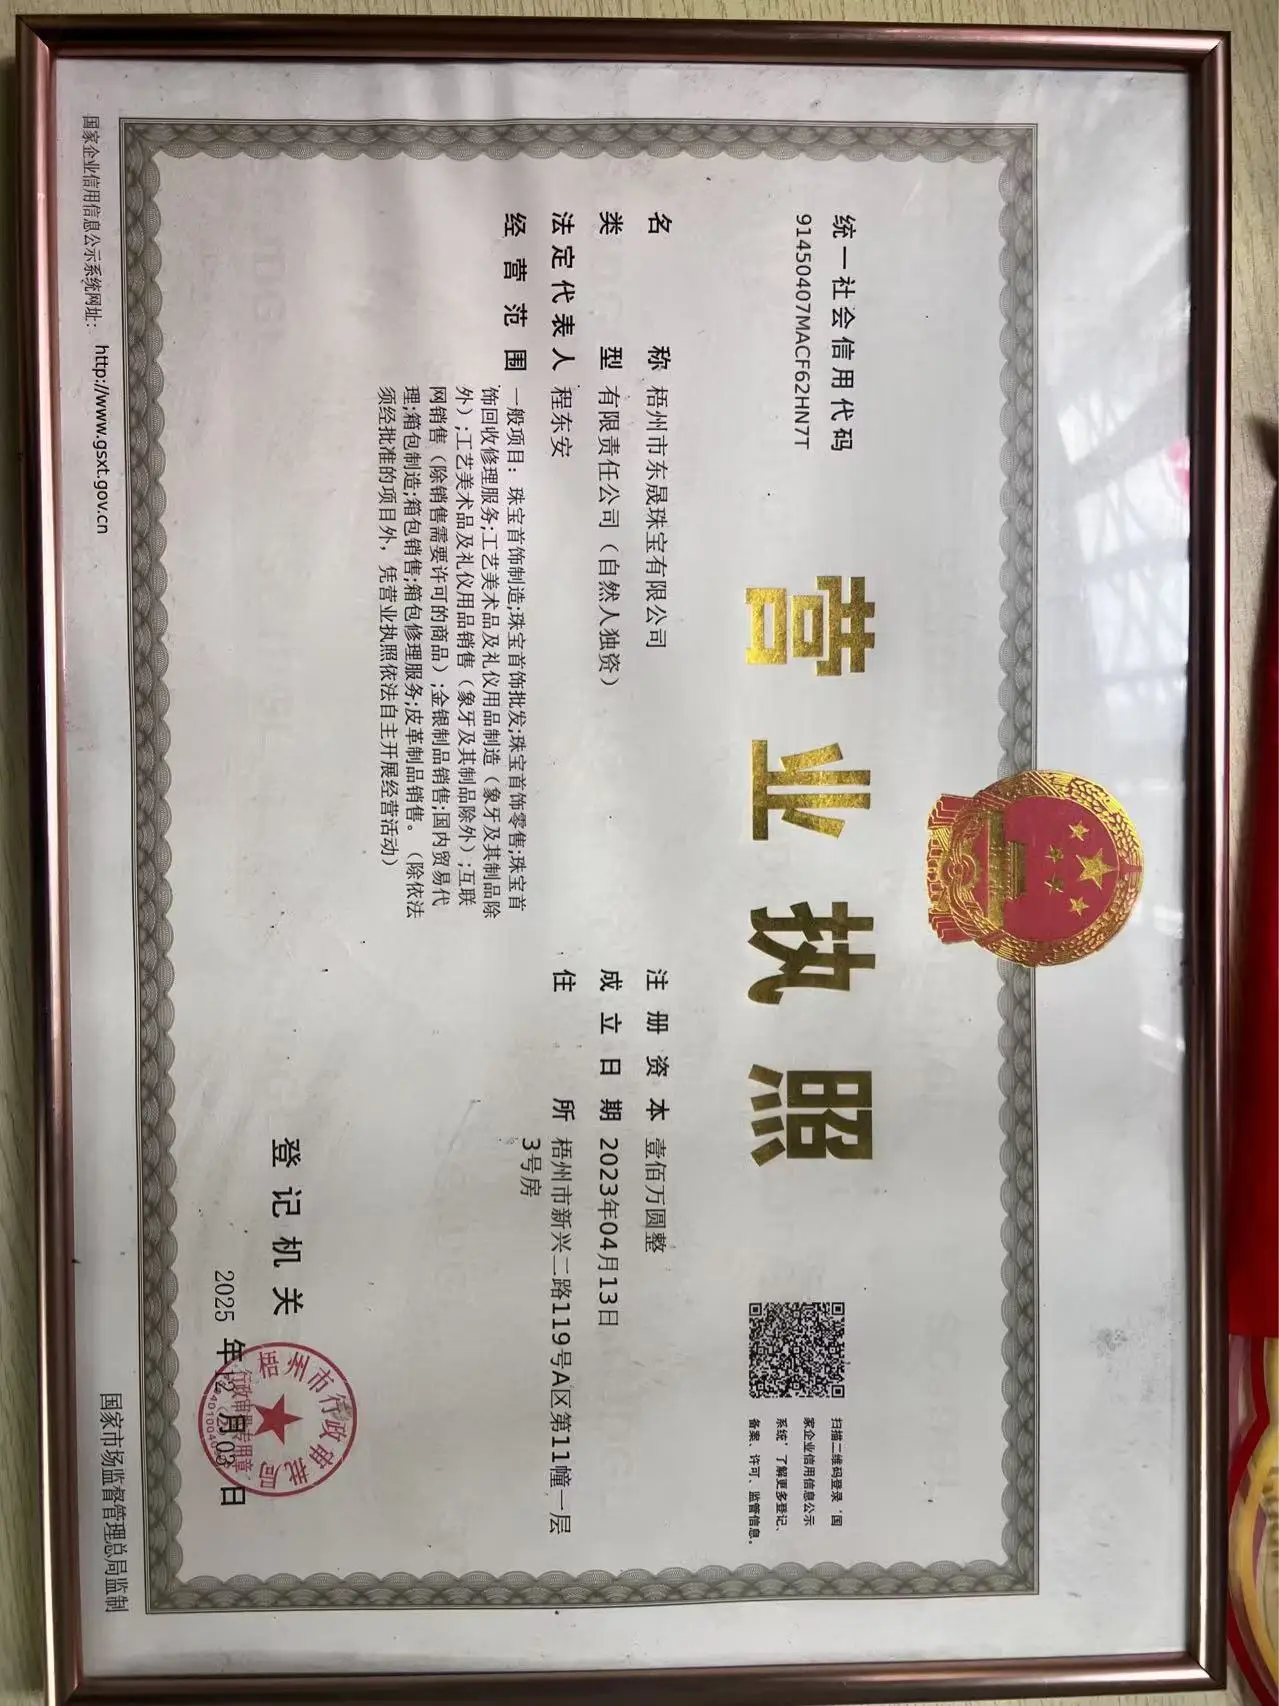 统一社会信用代码
91450407MACF62HN7T
营业执照
扫描二维码登录‘国
家企业信用信息公示
系统’了解更多登记、
备案、许可、监管信息。
名称 梧州市东晟珠宝有限公司
类型 有限责任公司（自然人独资）
法定代表人 程东安
经营范围 一般项目：珠宝首饰制造;珠宝首饰批发;珠宝首饰零售;珠宝首
饰回收修理服务;工艺美术品及礼仪用品制造（象牙及其制品除
外）;工艺美术品及礼仪用品销售（象牙及其制品除外）;互联
网销售（除销售需要许可的商品）;金银制品销售;国内贸易代
理;箱包制造;箱包销售;箱包修理服务;皮革制品销售。（除依法
须经批准的项目外，凭营业执照依法自主开展经营活动）
注册资本 壹佰万圆整
成立日期 2023年04月13日
住所 梧州市新兴二路119号A区第11幢一层
3号房
登记机关
梧州市行政审批局
2025 年 12 月 03 日
国家企业信用信息公示系统网址： http://www.gsxt.gov.cn
国家市场监督管理总局监制